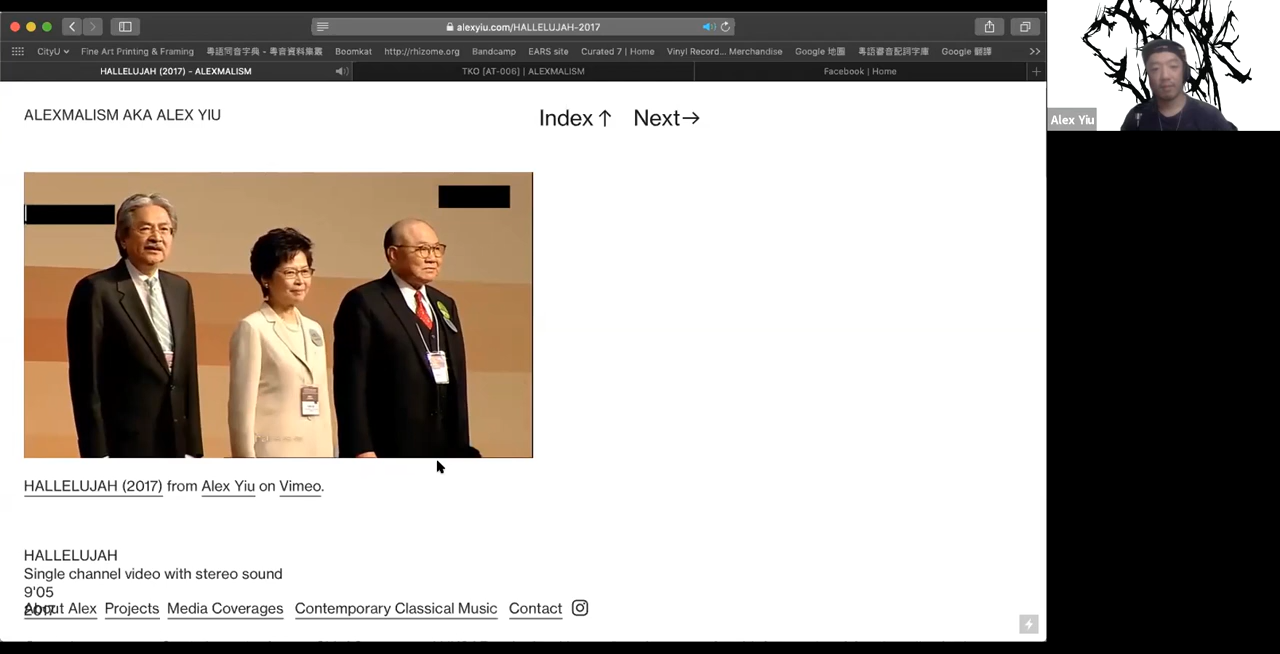 alexyiu.com/HALLELUJAH-2017
CityU
Fine Art Printing & Framing
粵語同音字典 - 粵音資料集叢
Boomkat
http://rhizome.org
Bandcamp
EARS site
Curated 7 | Home
Vinyl Record... Merchandise
Google 地圖
粵語審音配詞字庫
Google 翻譯
HALLELUJAH (2017) - ALEXMALISM
TKO [AT-006] | ALEXMALISM
Facebook | Home
Alex Yiu
ALEXMALISM AKA ALEX YIU
Index↑ Next→
HALLELUJAH (2017) from Alex Yiu on Vimeo.
HALLELUJAH
Single channel video with stereo sound
9'05
2017
About Alex Projects Media Coverages Contemporary Classical Music Contact